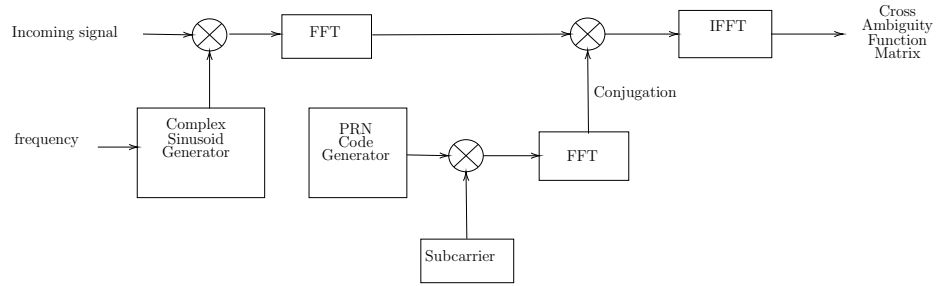 Incoming signal
FFT
IFFT
Cross
Ambiguity
Function
Matrix
Conjugation
frequency
Complex
Sinusoid
Generator
PRN
Code
Generator
FFT
Subcarrier